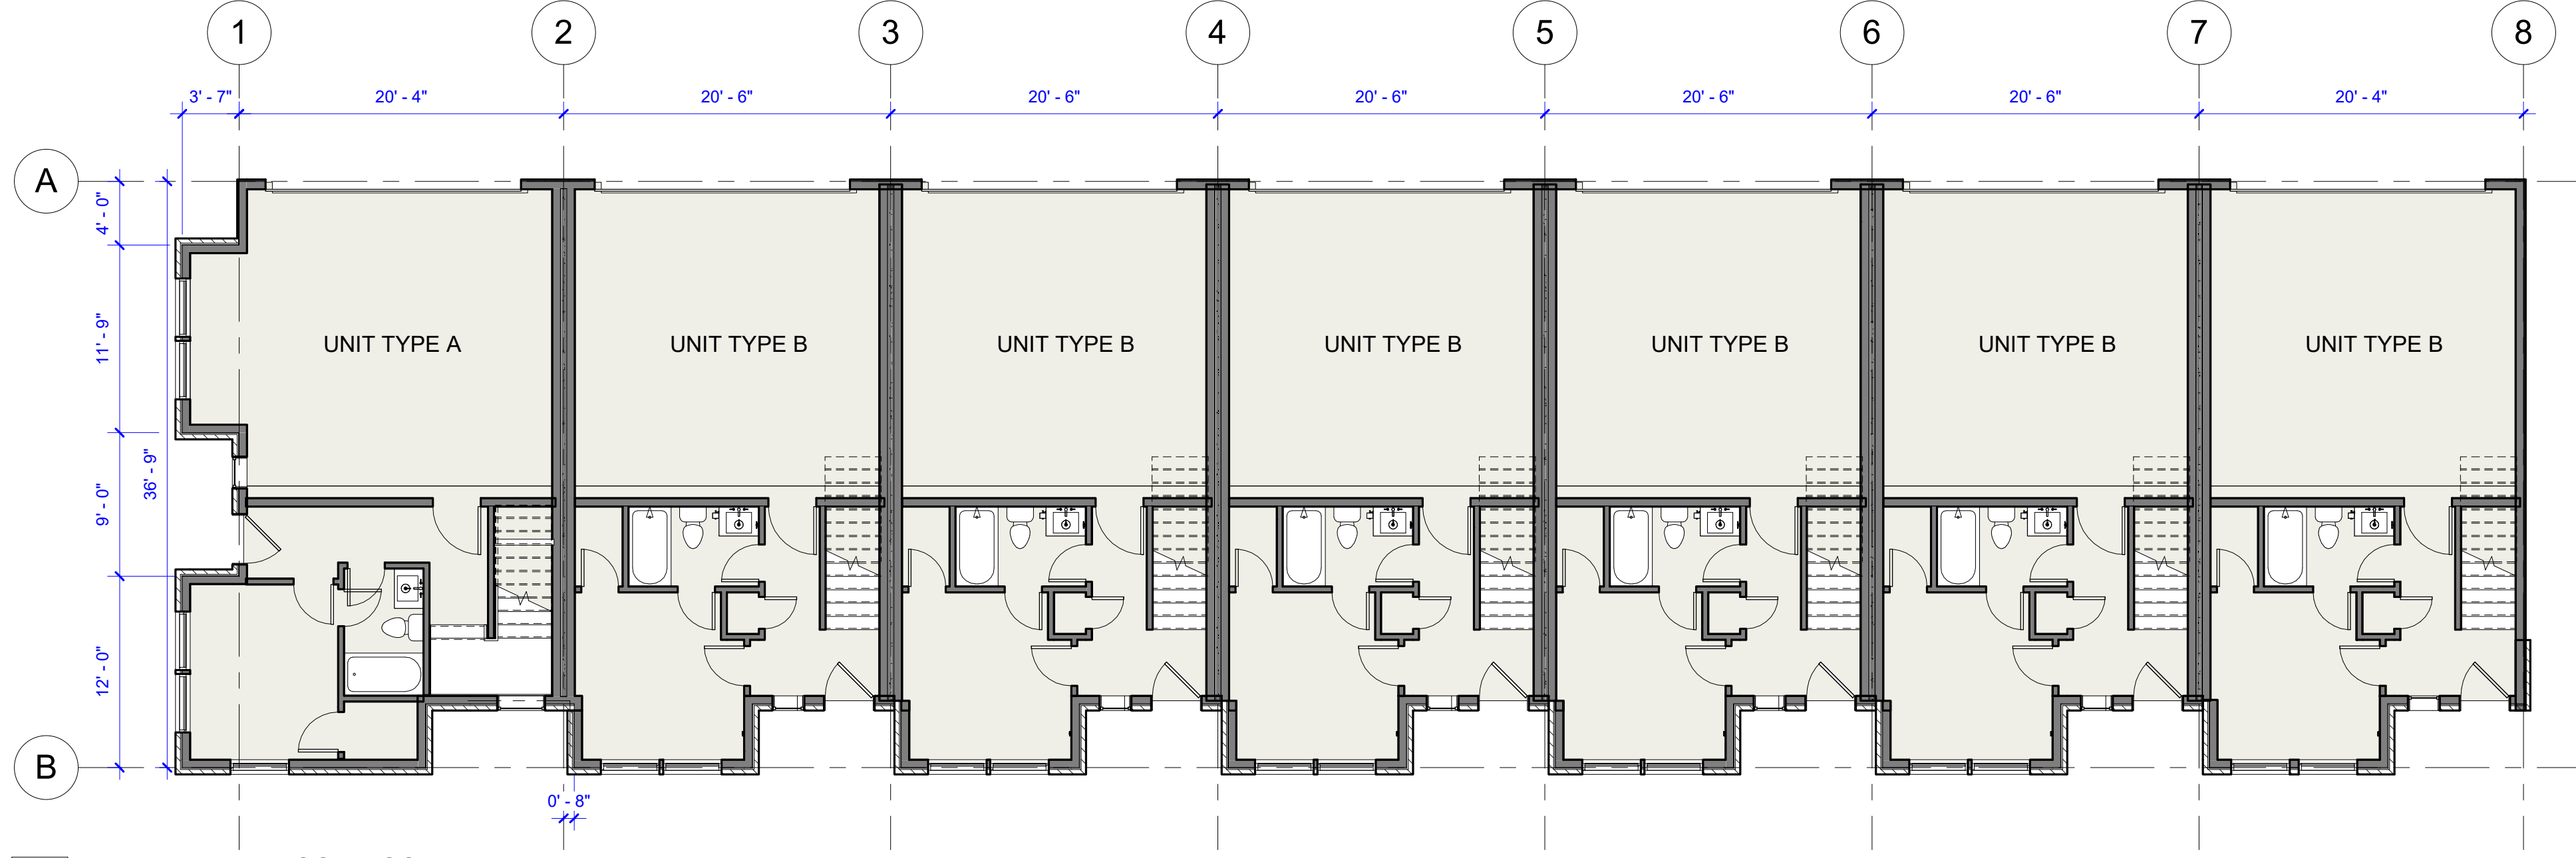 1 2 3 4 5 6 7 8
3' - 7" 20' - 4" 20' - 6" 20' - 6" 20' - 6" 20' - 6" 20' - 6" 20' - 4"
A
4' - 0"
11' - 9"
UNIT TYPE A UNIT TYPE B UNIT TYPE B UNIT TYPE B UNIT TYPE B UNIT TYPE B UNIT TYPE B
36' - 9"
9' - 0"
12' - 0"
B
0' - 8"